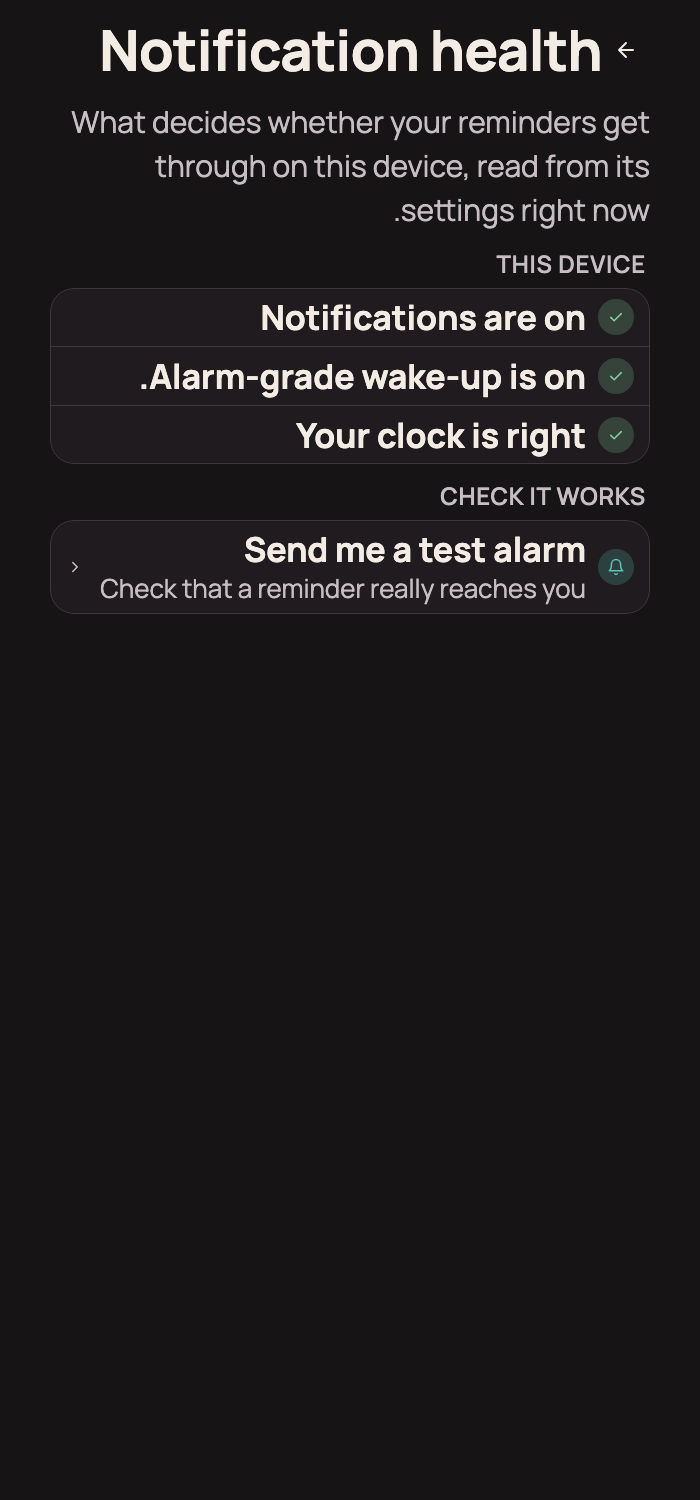 Notification health
What decides whether your reminders get
through on this device, read from its
settings right now.
THIS DEVICE
Notifications are on
Alarm-grade wake-up is on.
Your clock is right
CHECK IT WORKS
Send me a test alarm
Check that a reminder really reaches you